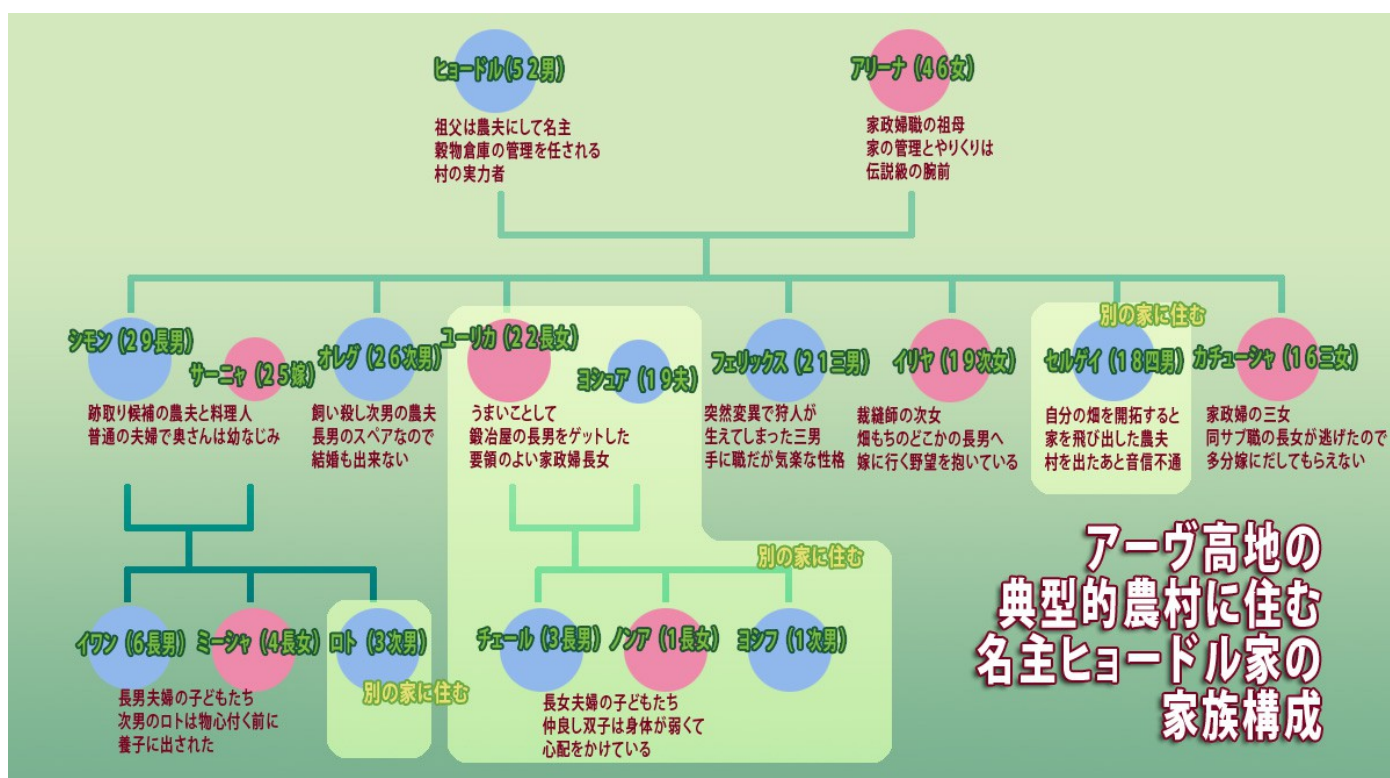 ヒョードル(52男)
祖父は農夫にして名主
穀物倉庫の管理を任される
村の実力者
アリーナ(46女)
家政婦職の祖母
家の管理とやりくりは
伝説級の腕前
シモン(29長男)
サーニャ(25嫁)
跡取り候補の農夫と料理人
普通の夫婦で奥さんは幼なじみ
オレグ(26次男)
飼い殺し次男の農夫
長男のスペアなので
結婚も出来ない
ユーリカ(22長女)
ヨシュア(19夫)
うまいことして
鍛冶屋の長男をゲットした
要領のよい家政婦長女
フェリックス(21三男)
突然変異で狩人が
生えてしまった三男
手に職だが気楽な性格
イリヤ(19次女)
裁縫師の次女
畑もちのどこかの長男へ
嫁に行く野望を抱いている
別の家に住む
セルゲイ(18四男)
自分の畑を開拓すると
家を飛び出した農夫
村を出たあと音信不通
カチューシャ(16三女)
家政婦の三女
同サブ職の長女が逃げたので
多分嫁にだしてもらえない
イワン(6長男)
ミーシャ(4長女)
ロト(3次男)
別の家に住む
長男夫婦の子どもたち
次男のロトは物心付く前に
養子に出された
別の家に住む
チェール(3長男)
ノンア(1長女)
ヨシフ(1次男)
長女夫婦の子どもたち
仲良し双子は身体が弱くて
心配をかけている
アーヴ高地の
典型的農村に住む
名主ヒョードル家の
家族構成